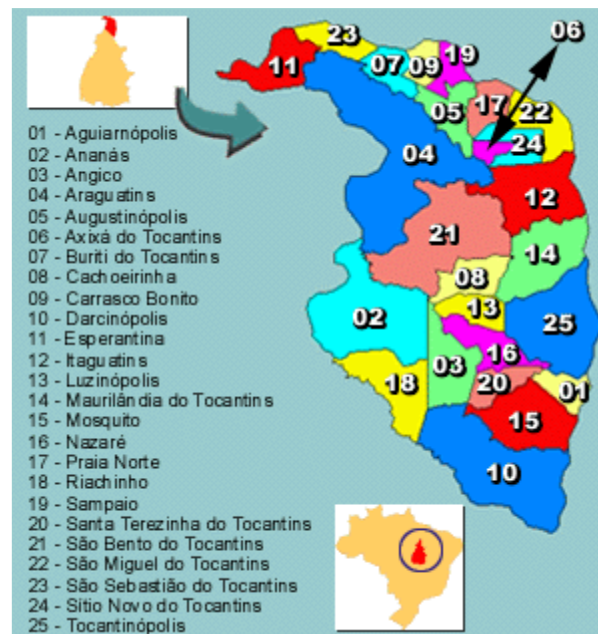 23
19
06
11
07
09
05
17
22
24
04
12
21
14
08
02
13
25
16
03
18
20
01
15
10
01 - Aguiarnópolis
02 - Ananás
03 - Angico
04 - Araguatins
05 - Augustinópolis
06 - Axixá do Tocantins
07 - Buriti do Tocantins
08 - Cachoeirinha
09 - Carrasco Bonito
10 - Darcinópolis
11 - Esperantina
12 - Itaguatins
13 - Luzinópolis
14 - Maurilândia do Tocantins
15 - Mosquito
16 - Nazaré
17 - Praia Norte
18 - Riachinho
19 - Sampaio
20 - Santa Terezinha do Tocantins
21 - São Bento do Tocantins
22 - São Miguel do Tocantins
23 - São Sebastião do Tocantins
24 - Sítio Novo do Tocantins
25 - Tocantinópolis